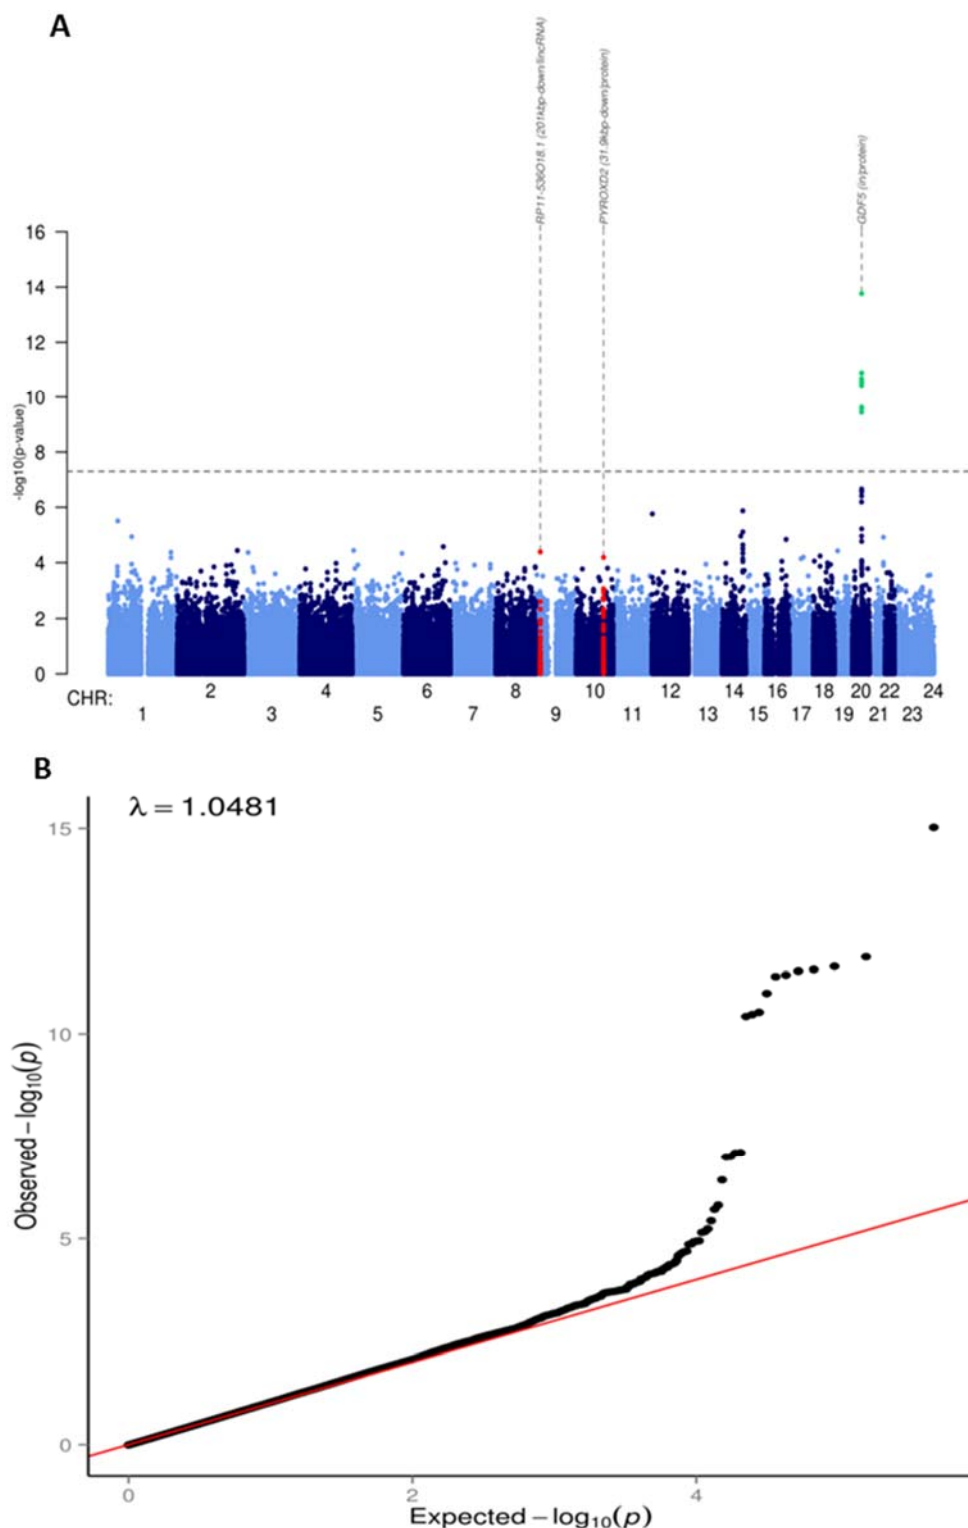 A
RP11-536O18.1 (201kbp-down/lincRNA)
PYROXD2 (31.9kbp-down/protein)
GDF5 (in/protein)
-log10(p-value)
16
14
12
10
8
6
4
2
0
CHR:
2 4 6 8 10 12 14 16 18 20 22 24
1 3 5 7 9 11 13 15 17 19 21 23
B
λ = 1.0481
Observed −log10(p)
15
10
5
0
0 2 4
Expected −log10(p)